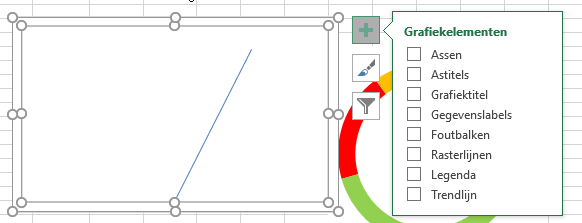 Grafiekelementen
Assen
Astitels
Grafiektitel
Gegevenslabels
Foutbalken
Rasterlijnen
Legenda
Trendlijn